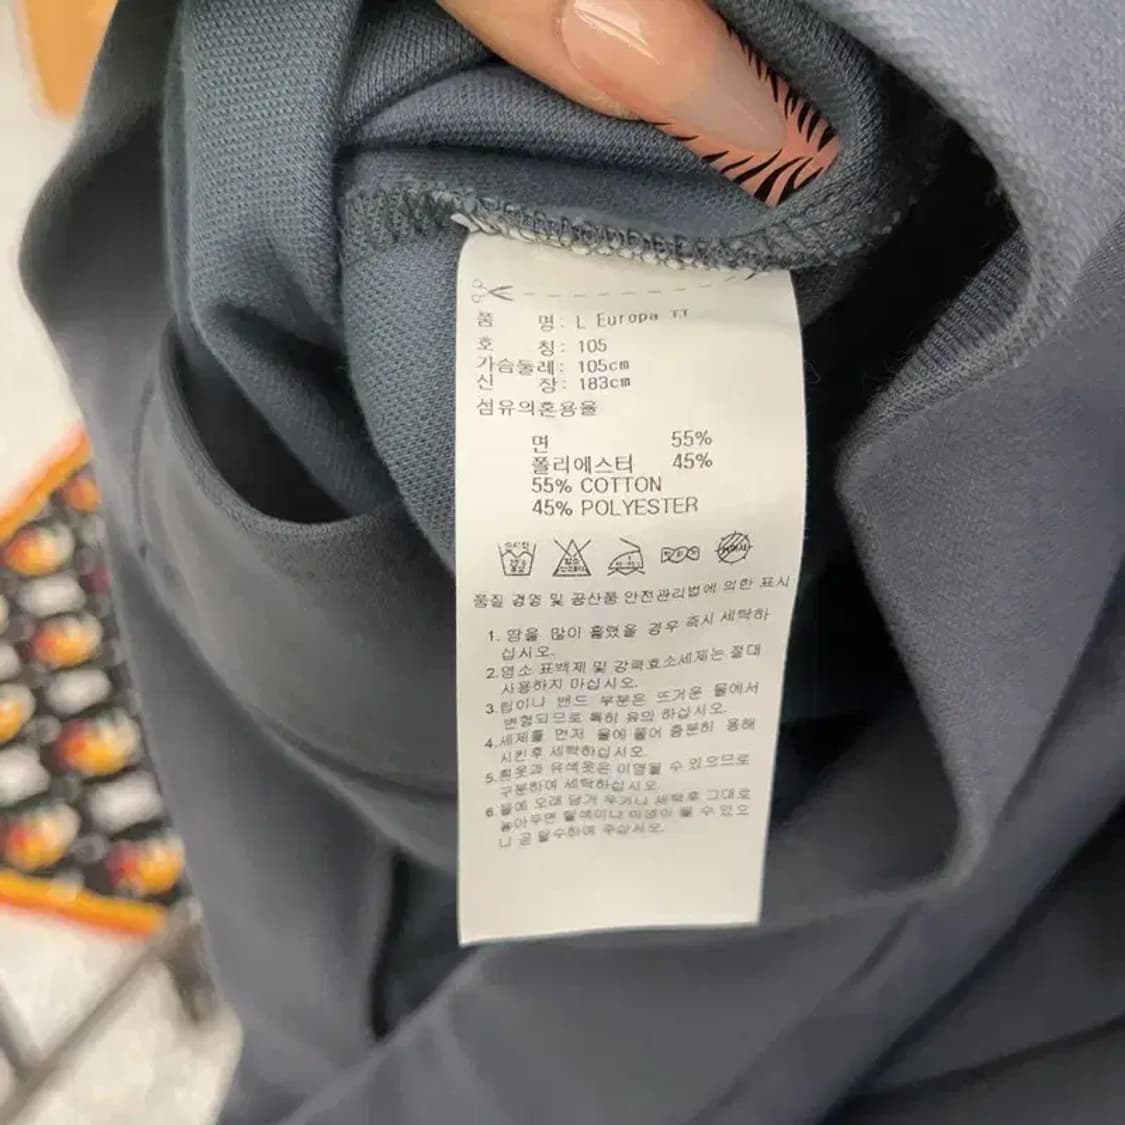 품 명: L Europa TT
호 칭: 105
가슴둘레: 105cm
신 장: 183cm
섬유의혼용율
면 55%
폴리에스터 45%
55% COTTON
45% POLYESTER
품질 경영 및 공산품 안전관리법에 의한 표시
1. 땀을 많이 흘렸을 경우 즉시 세탁하
십시오.
2.염소 표백제 및 강력효소세제는 절대
사용하지 마십시오.
3.립이나 밴드 부분은 뜨거운 물에서
변형되므로 특히 유의 하십시오.
4.세제를 먼저 물에 풀어 충분히 용해
시킨후 세탁하십시오.
5.흰옷과 유색옷은 이염될 수 있으므로
구분하여 세탁하십시오.
6.물에 오래 담거 두거나 세탁후 그대로
놓아두면 탈색이나 이염이 될 수 있으
니 곧 탈수하여 주십시오.